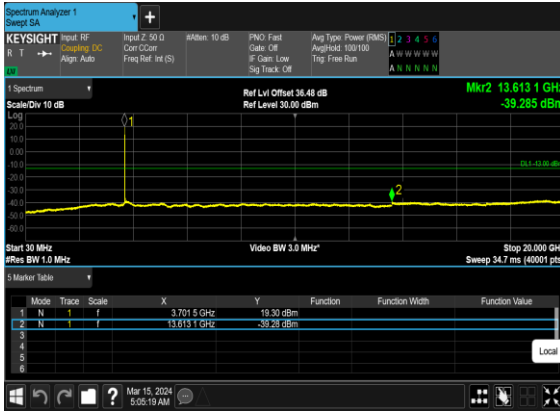 Spectrum Analyzer 1
Swept SA
+
KEYSIGHT
R T
Input: RF
Coupling: DC
Align: Auto
Input Z: 50 Ω
Corr CCorr
Freq Ref: Int (S)
#Atten: 10 dB
PNO: Fast
Gate: Off
IF Gain: Low
Sig Track: Off
Avg Type: Power (RMS)
Avg|Hold: 100/100
Trig: Free Run
1 2 3 4 5 6
A W W W W W
A N N N N N
1 Spectrum
Scale/Div 10 dB
Ref Lvl Offset 36.48 dB
Ref Level 30.00 dBm
Mkr2 13.613 1 GHz
-39.285 dBm
Log
20.0
10.0
0.00
-10.0
-20.0
-30.0
-40.0
-50.0
-60.0
1
2
DL1 -13.00 dBm
Start 30 MHz
#Res BW 1.0 MHz
Video BW 3.0 MHz*
Stop 20.000 GHz
Sweep 34.7 ms (40001 pts)
5 Marker Table
Mode Trace Scale X Y Function Function Width Function Value
1 N 1 f 3.701 5 GHz 19.30 dBm
2 N 1 f 13.613 1 GHz -39.28 dBm
3
4
5
6
Local
?
Mar 15, 2024
5:05:19 AM